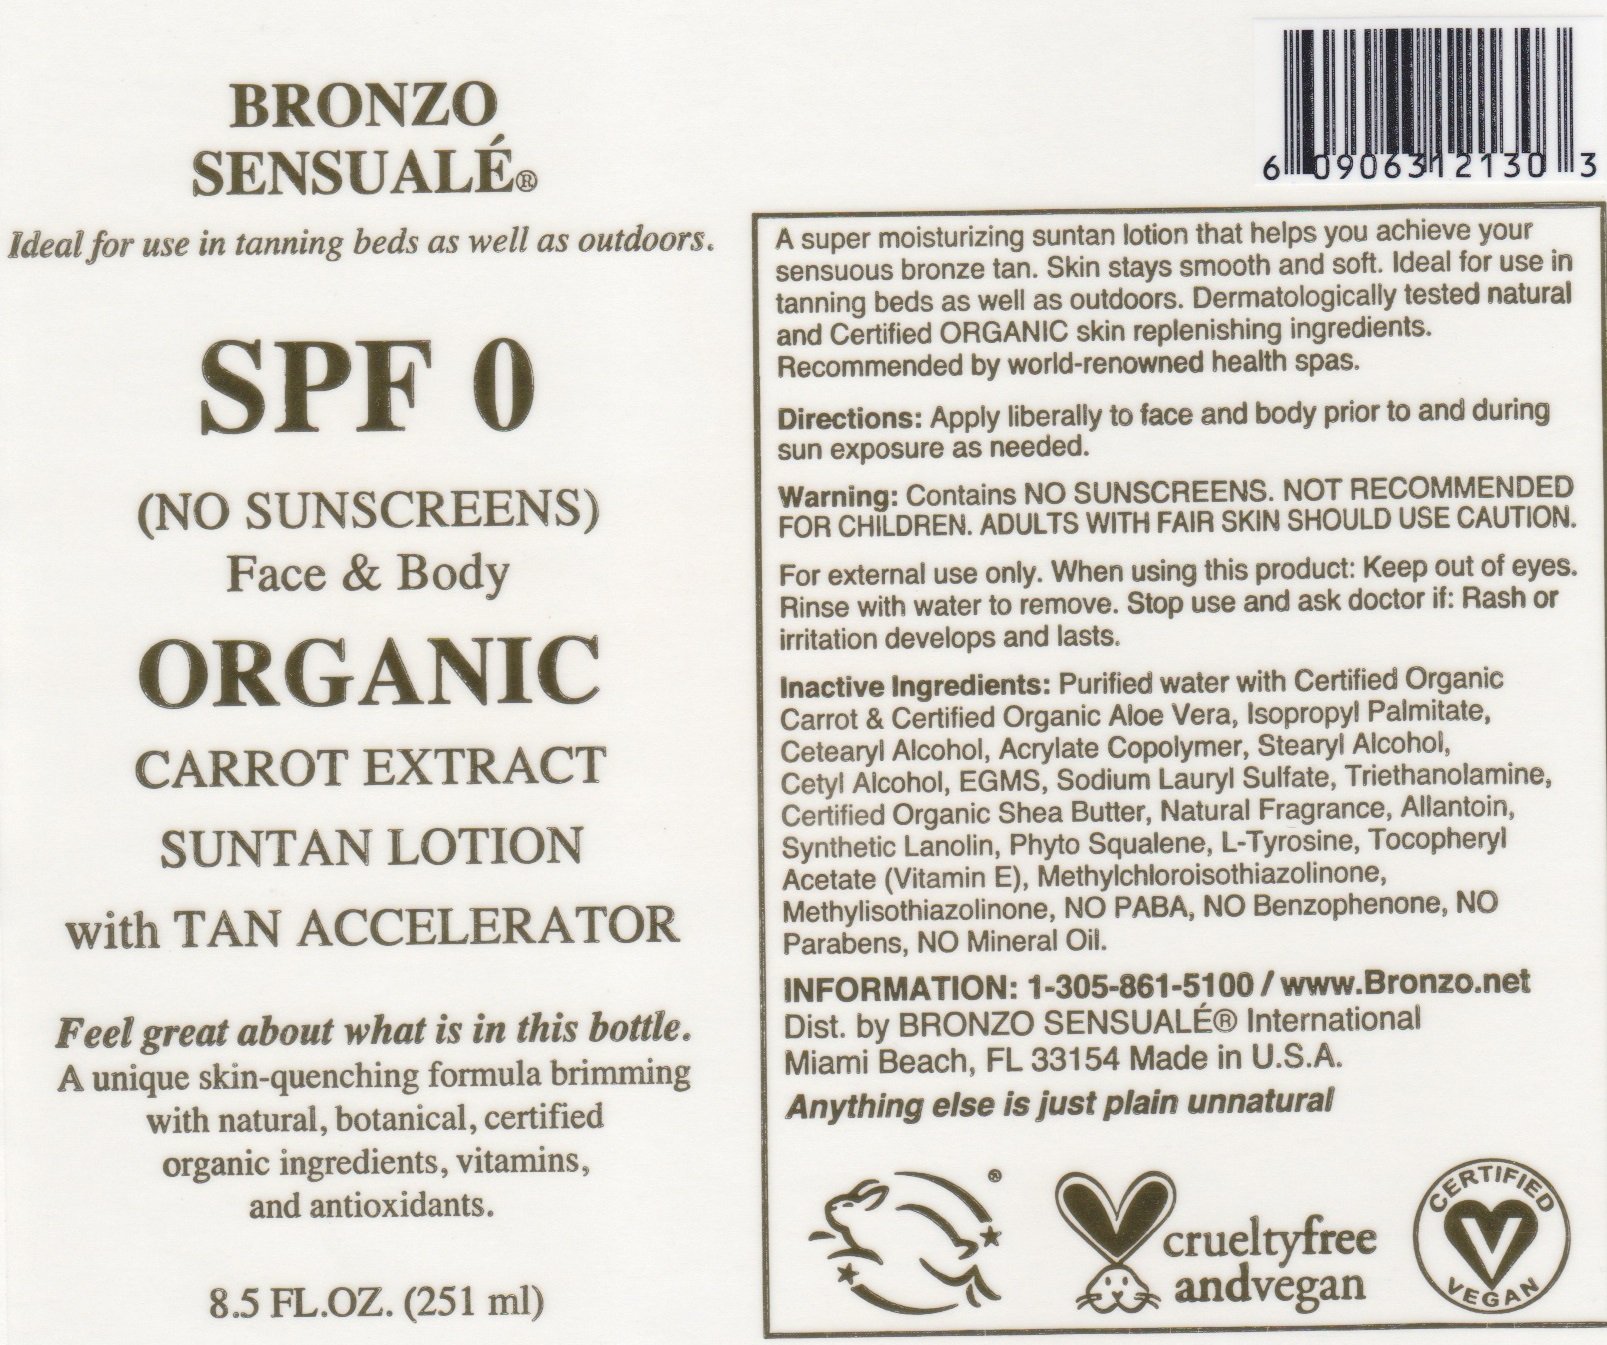 BRONZO
SENSUALÉ®
Ideal for use in tanning beds as well as outdoors.
SPF 0
(NO SUNSCREENS)
Face & Body
ORGANIC
CARROT EXTRACT
SUNTAN LOTION
with TAN ACCELERATOR
Feel great about what is in this bottle.
A unique skin-quenching formula brimming
with natural, botanical, certified
organic ingredients, vitamins,
and antioxidants.
8.5 FL.OZ. (251 ml)
6 09063 12130 3
A super moisturizing suntan lotion that helps you achieve your
sensuous bronze tan. Skin stays smooth and soft. Ideal for use in
tanning beds as well as outdoors. Dermatologically tested natural
and Certified ORGANIC skin replenishing ingredients.
Recommended by world-renowned health spas.
Directions: Apply liberally to face and body prior to and during
sun exposure as needed.
Warning: Contains NO SUNSCREENS. NOT RECOMMENDED
FOR CHILDREN. ADULTS WITH FAIR SKIN SHOULD USE CAUTION.
For external use only. When using this product: Keep out of eyes.
Rinse with water to remove. Stop use and ask doctor if: Rash or
irritation develops and lasts.
Inactive Ingredients: Purified water with Certified Organic
Carrot & Certified Organic Aloe Vera, Isopropyl Palmitate,
Cetearyl Alcohol, Acrylate Copolymer, Stearyl Alcohol,
Cetyl Alcohol, EGMS, Sodium Lauryl Sulfate, Triethanolamine,
Certified Organic Shea Butter, Natural Fragrance, Allantoin,
Synthetic Lanolin, Phyto Squalene, L-Tyrosine, Tocopheryl
Acetate (Vitamin E), Methylchloroisothiazolinone,
Methylisothiazolinone, NO PABA, NO Benzophenone, NO
Parabens, NO Mineral Oil.
INFORMATION: 1-305-861-5100 / www.Bronzo.net
Dist. by BRONZO SENSUALÉ® International
Miami Beach, FL 33154 Made in U.S.A.
Anything else is just plain unnatural
®
crueltyfree
andvegan
CERTIFIED
V
VEGAN